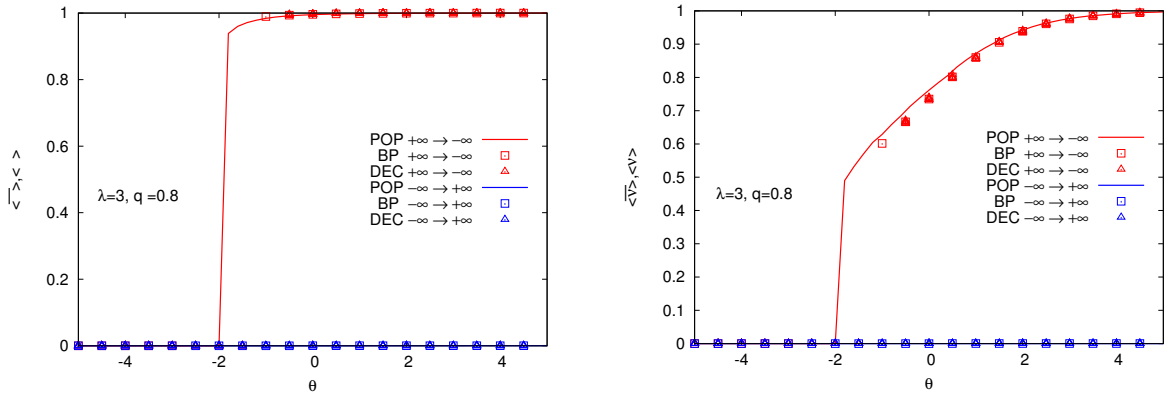 1
0.8
0.6
0.4
0.2
0
-4
-2
0
2
4
θ
< >,< >
λ=3, q =0.8
POP +∞ → −∞
BP +∞ → −∞
DEC +∞ → −∞
POP −∞ → +∞
BP −∞ → +∞
DEC −∞ → +∞
1
0.9
0.8
0.7
0.6
0.5
0.4
0.3
0.2
0.1
0
-4
-2
0
2
4
θ
<v̅>,<v>
λ=3, q=0.8
POP +∞ → −∞
BP +∞ → −∞
DEC +∞ → −∞
POP −∞ → +∞
BP −∞ → +∞
DEC −∞ → +∞